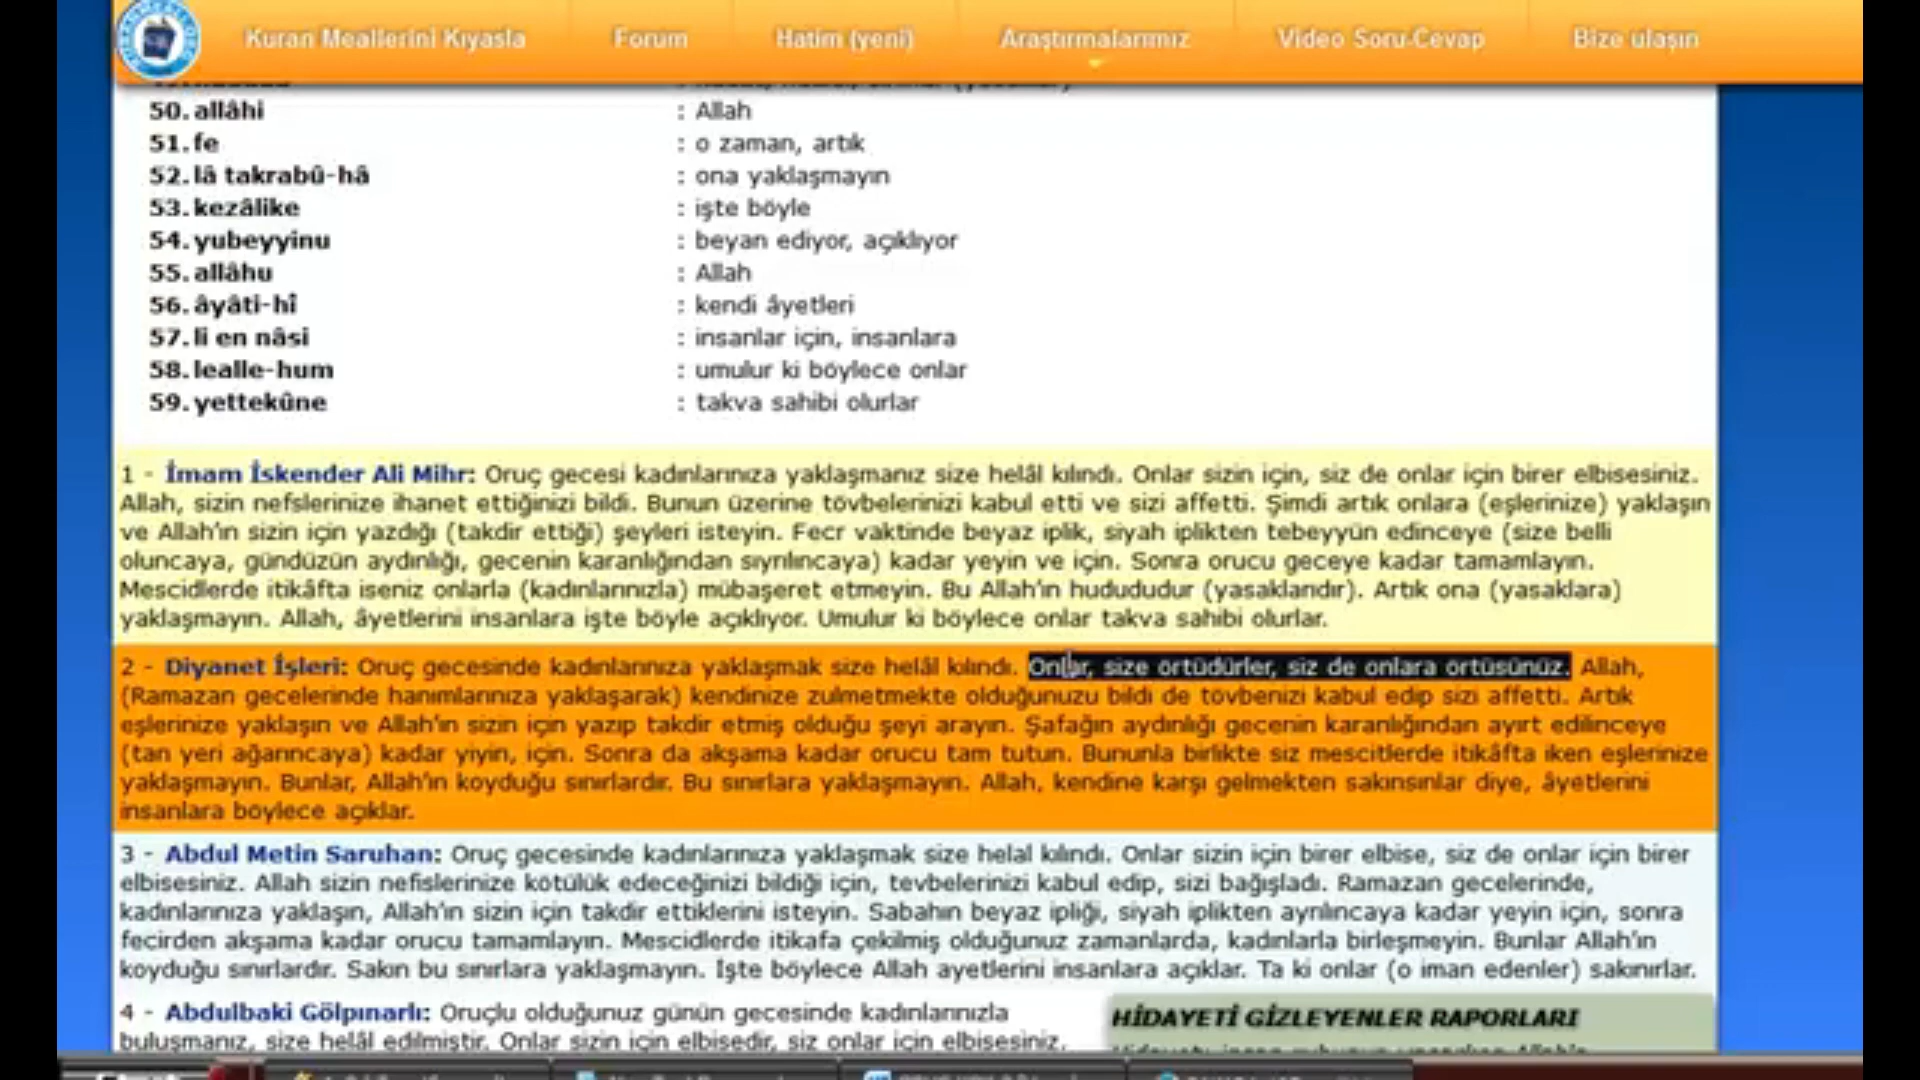 Kuran Meallerini Kıyasla Forum Hatim (yeni) Araştırmalarımız Video Soru-Cevap Bize ulaşın
50. allâhi : Allah
51. fe : o zaman, artık
52. lâ takrabû-hâ : ona yaklaşmayın
53. kezâlike : işte böyle
54. yubeyyinu : beyan ediyor, açıklıyor
55. allâhu : Allah
56. âyâti-hî : kendi âyetleri
57. li en nâsi : insanlar için, insanlara
58. lealle-hum : umulur ki böylece onlar
59. yettekûne : takva sahibi olurlar
1 - İmam İskender Ali Mihr: Oruç gecesi kadınlarınıza yaklaşmanız size helâl kılındı. Onlar sizin için, siz de onlar için birer elbisesiniz.
Allah, sizin nefslerinize ihanet ettiğinizi bildi. Bunun üzerine tövbelerinizi kabul etti ve sizi affetti. Şimdi artık onlara (eşlerinize) yaklaşın
ve Allah'ın sizin için yazdığı (takdir ettiği) şeyleri isteyin. Fecr vaktinde beyaz iplik, siyah iplikten tebeyyün edinceye (size belli
oluncaya, gündüzün aydınlığı, gecenin karanlığından sıyrılıncaya) kadar yeyin ve için. Sonra orucu geceye kadar tamamlayın.
Mescidlerde itikâfta iseniz onlarla (kadınlarınızla) mübaşeret etmeyin. Bu Allah'ın hudududur (yasaklarıdır). Artık ona (yasaklara)
yaklaşmayın. Allah, âyetlerini insanlara işte böyle açıklıyor. Umulur ki böylece onlar takva sahibi olurlar.
2 - Diyanet İşleri: Oruç gecesinde kadınlarınıza yaklaşmak size helâl kılındı. Onlar, size örtüdürler, siz de onlara örtüsünüz. Allah,
(Ramazan gecelerinde hanımlarınıza yaklaşarak) kendinize zulmetmekte olduğunuzu bildi de tövbenizi kabul edip sizi affetti. Artık
eşlerinize yaklaşın ve Allah'ın sizin için yazıp takdir etmiş olduğu şeyi arayın. Şafağın aydınlığı gecenin karanlığından ayırt edilinceye
(tan yeri ağarıncaya) kadar yiyin, için. Sonra da akşama kadar orucu tam tutun. Bununla birlikte siz mescitlerde itikâfta iken eşlerinize
yaklaşmayın. Bunlar, Allah'ın koyduğu sınırlardır. Bu sınırlara yaklaşmayın. Allah, kendine karşı gelmekten sakınsınlar diye, âyetlerini
insanlara böylece açıklar.
3 - Abdul Metin Saruhan: Oruç gecesinde kadınlarınıza yaklaşmak size helal kılındı. Onlar sizin için birer elbise, siz de onlar için birer
elbisesiniz. Allah sizin nefislerinize kötülük edeceğinizi bildiği için, tevbelerinizi kabul edip, sizi bağışladı. Ramazan gecelerinde,
kadınlarınıza yaklaşın, Allah'ın sizin için takdir ettiklerini isteyin. Sabahın beyaz ipliği, siyah iplikten ayrılıncaya kadar yeyin için, sonra
fecirden akşama kadar orucu tamamlayın. Mescidlerde itikafa çekilmiş olduğunuz zamanlarda, kadınlarla birleşmeyin. Bunlar Allah'ın
koyduğu sınırlardır. Sakın bu sınırlara yaklaşmayın. İşte böylece Allah ayetlerini insanlara açıklar. Ta ki onlar (o iman edenler) sakınırlar.
4 - Abdulbaki Gölpınarlı: Oruçlu olduğunuz günün gecesinde kadınlarınızla
buluşmanız, size helâl edilmiştir. Onlar sizin için elbisedir, siz onlar için elbisesiniz.
HİDAYETİ GİZLEYENLER RAPORLARI